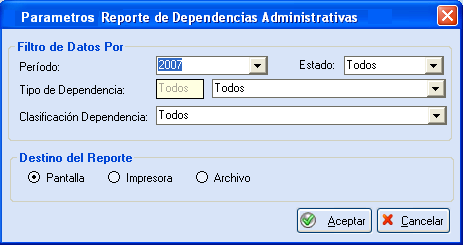 Parametros Reporte de Dependencias Administrativas
Filtro de Datos Por
Período: 2007 Estado: Todos
Tipo de Dependencia: Todos Todos
Clasificación Dependencia: Todos
Destino del Reporte
Pantalla Impresora Archivo
Aceptar Cancelar